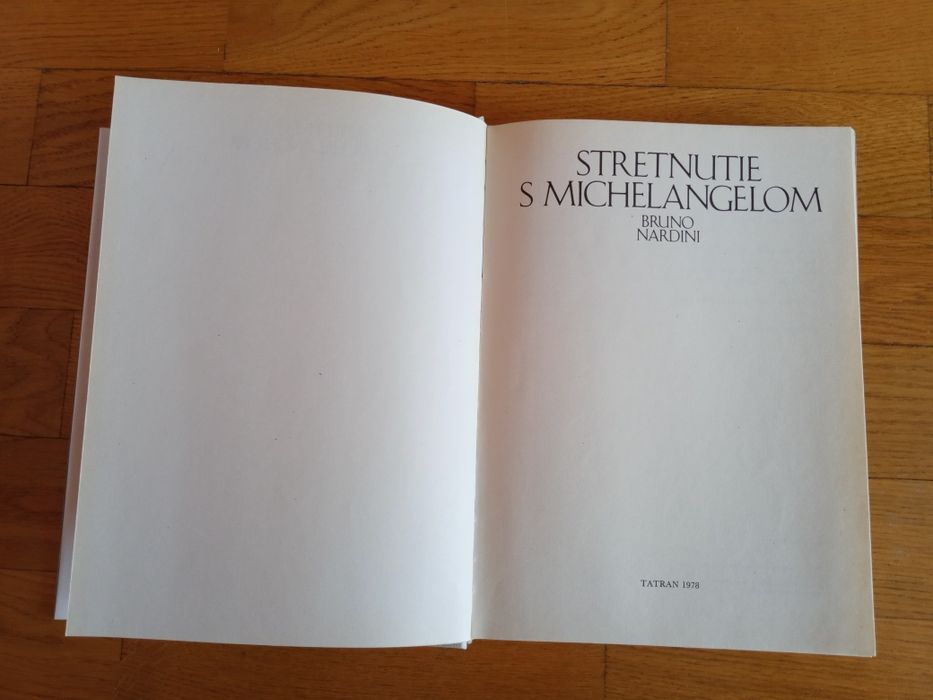 STRETNUTIE
S MICHELANGELOM
BRUNO
NARDINI
TATRAN 1978